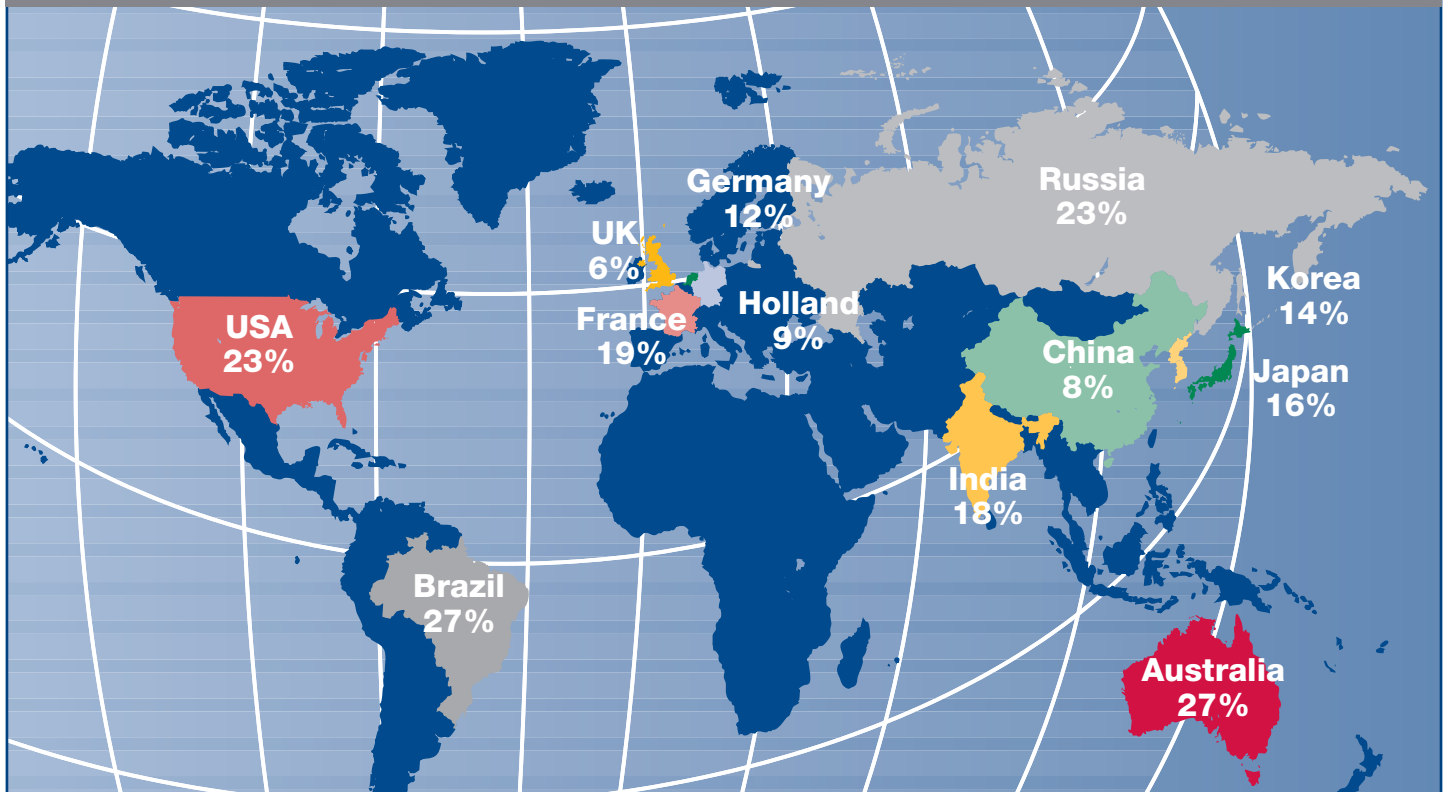 Germany
12%
Russia
23%
UK
6%
Korea
14%
Holland
9%
France
19%
USA
23%
China
8%
Japan
16%
India
18%
Brazil
27%
Australia
27%